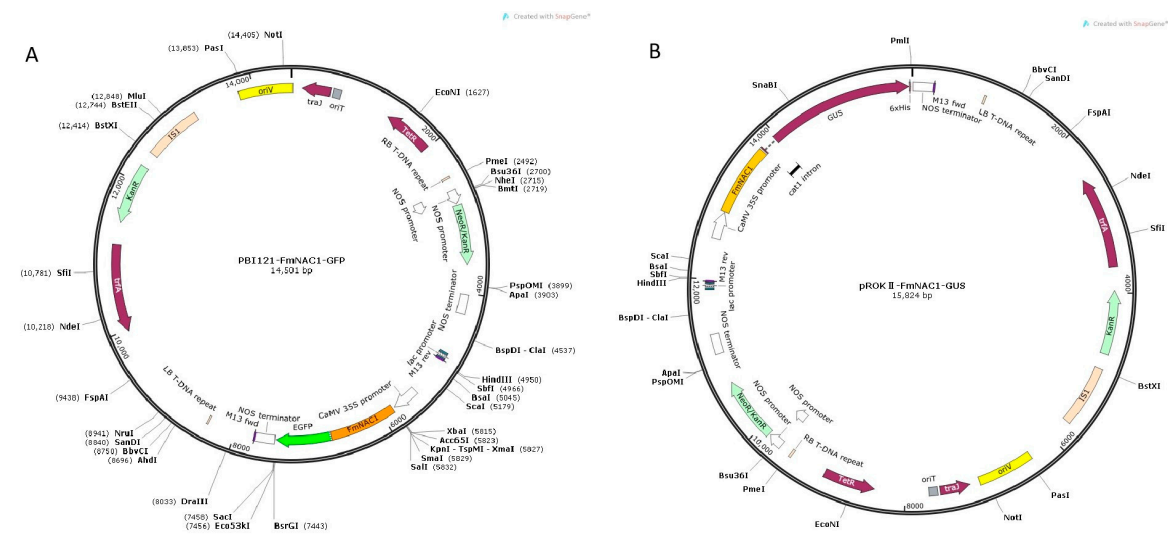 Created with SnapGene®
A
(14,405) NotI
(13,853) PasI
(12,848) MluI
(12,744) BstEII
(12,414) BstXI
(10,781) SfiI
(10,218) NdeI
(9438) FspAI
(8941) NruI
(8840) SanDI
(8750) BbvCI
(8696) AhdI
(8033) DraIII
(7458) SacI
(7456) Eco53kI
BsrGI (7443)
EcoNI (1627)
PmeI (2492)
Bsu36I (2700)
NheI (2715)
BmtI (2719)
PspOMI (3899)
ApaI (3903)
BspDI - ClaI (4537)
HindIII (4950)
SbfI (4966)
BsaI (5045)
ScaI (5179)
XbaI (5815)
Acc65I (5823)
KpnI - TspMI - XmaI (5827)
SmaI (5829)
SalI (5832)
14,000
2000
4000
6000
8000
10,000
12,000
oriV
traJ
oriT
TetR
RB T-DNA repeat
NOS promoter
NOS promoter
NeoR/KanR
NOS terminator
lac promoter
M13 rev
CaMV 35S promoter
FmNAC1
EGFP
NOS terminator
M13 fwd
LB T-DNA repeat
trfA
KanR
IS1
PBI121-FmNAC1-GFP
14,501 bp
Created with SnapGene®
B
PmlI
BbvCI
SanDI
FspAI
NdeI
SfiI
BstXI
PasI
NotI
EcoNI
PmeI
Bsu36I
PspOMI
ApaI
BspDI - ClaI
HindIII
SbfI
BsaI
ScaI
SnaBI
2000
4000
6000
8000
10,000
12,000
14,000
GUS
6xHis
M13 fwd
NOS terminator
LB T-DNA repeat
trfA
KanR
IS1
oriV
traJ
oriT
TetR
RB T-DNA repeat
NOS promoter
NOS promoter
NeoR/KanR
NOS terminator
lac promoter
M13 rev
CaMV 35S promoter
FmNAC1
cat1 intron
pROKⅡ-FmNAC1-GUS
15,824 bp